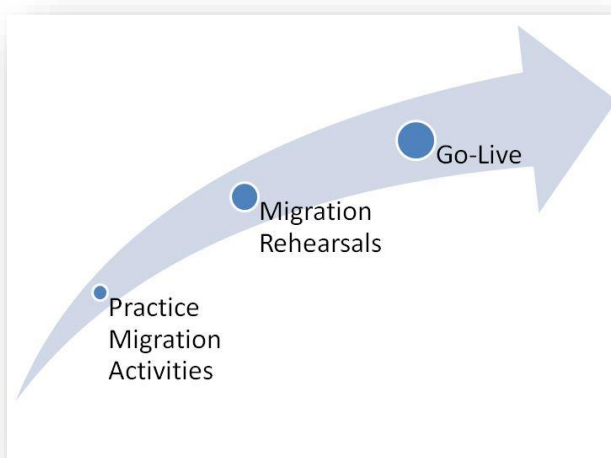 Go-Live
Migration
Rehearsals
Practice
Migration
Activities